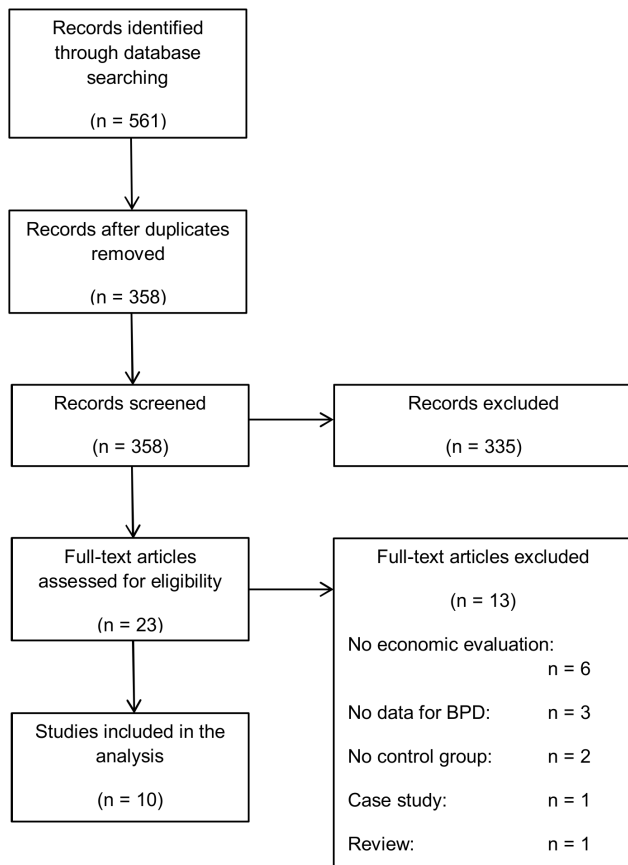 Records identified
through database
searching
(n = 561)
Records after duplicates
removed
(n = 358)
Records screened
(n = 358)
Records excluded
(n = 335)
Full-text articles
assessed for eligibility
(n = 23)
Full-text articles excluded
(n = 13)
No economic evaluation:
n = 6
No data for BPD: n = 3
No control group: n = 2
Case study: n = 1
Review: n = 1
Studies included in the
analysis
(n = 10)